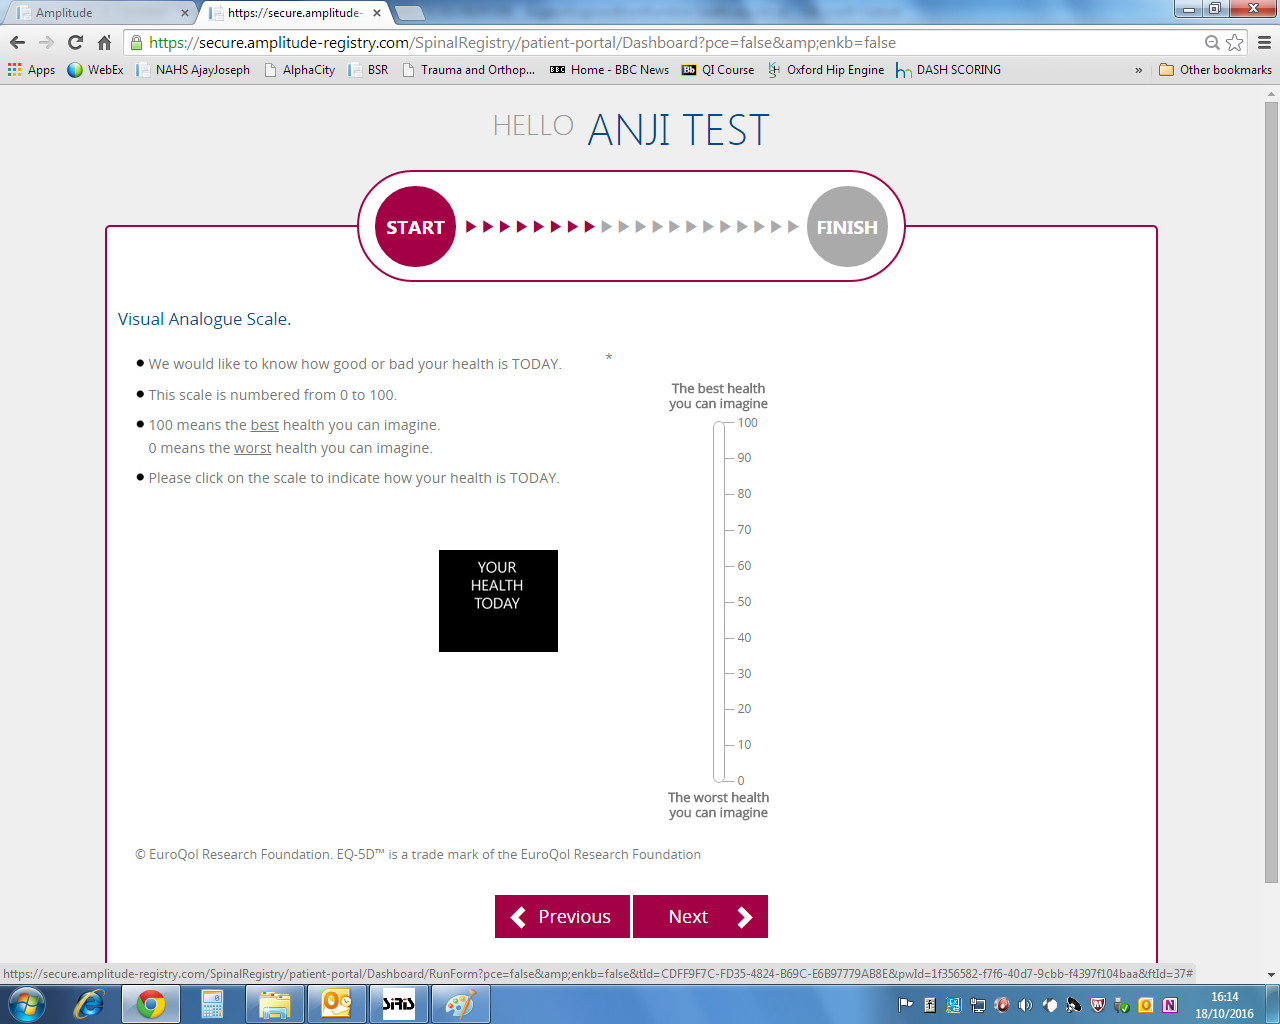 Amplitude
https://secure.amplitude-
https://secure.amplitude-registry.com/SpinalRegistry/patient-portal/Dashboard?pce=false&amp;enkb=false
Apps WebEx NAHS AjayJoseph AlphaCity BSR Trauma and Orthop... BBC Home - BBC News Bb QI Course Oxford Hip Engine DASH SCORING » Other bookmarks
HELLO ANJI TEST
START FINISH
Visual Analogue Scale.
We would like to know how good or bad your health is TODAY. *
This scale is numbered from 0 to 100.
100 means the best health you can imagine.
0 means the worst health you can imagine.
Please click on the scale to indicate how your health is TODAY.
YOUR
HEALTH
TODAY
The best health
you can imagine
100
90
80
70
60
50
40
30
20
10
0
The worst health
you can imagine
© EuroQol Research Foundation. EQ-5D™ is a trade mark of the EuroQol Research Foundation
Previous Next
https://secure.amplitude-registry.com/SpinalRegistry/patient-portal/Dashboard/RunForm?pce=false&amp;enkb=false&tId=CDFF9F7C-FD35-4824-B69C-E6B97779AB8E&pwId=1f356582-f7f6-40d7-9cbb-f4397f104baa&ftId=37#
SiRiS
16:14
18/10/2016